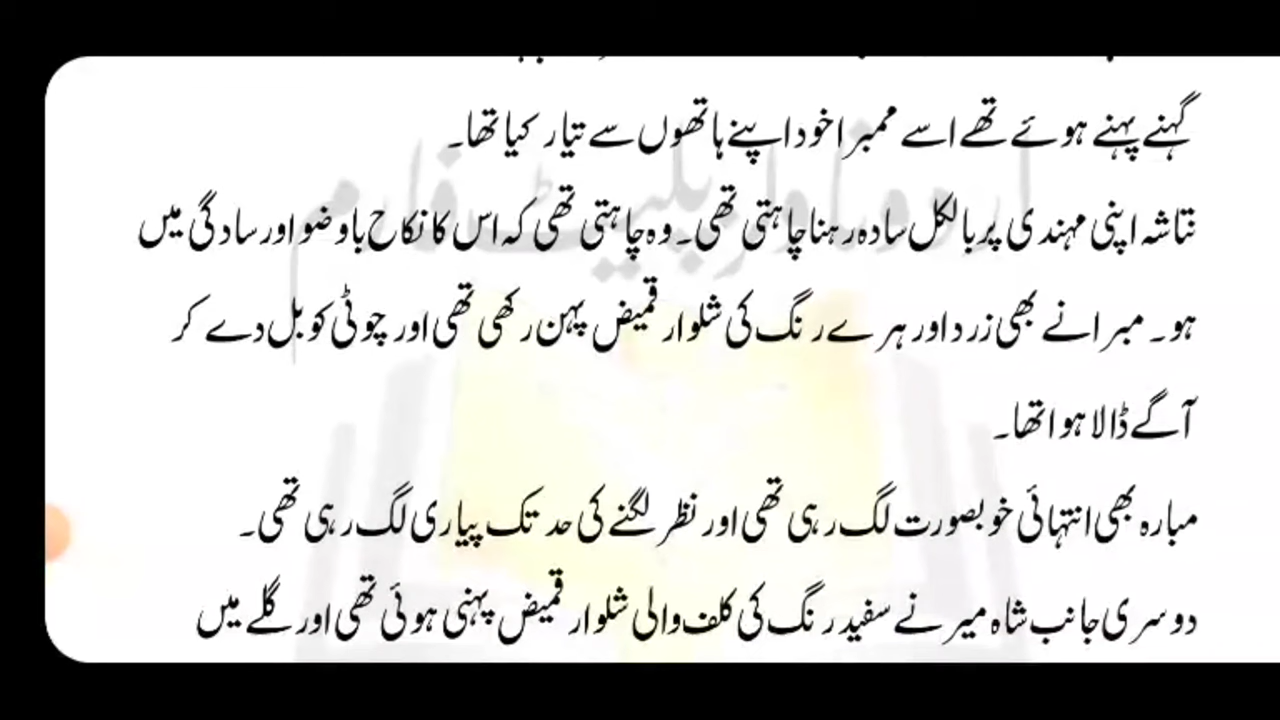 گہنے پہنے ہوئے تھے اسے ممبرا خود اپنے ہاتھوں سے تیار کیا تھا۔
نتاشہ اپنی مہندی پر بالکل سادہ رہنا چاہتی تھی۔ وہ چاہتی تھی کہ اس کا نکاح باوضو اور سادگی میں
ہو۔ مبرا نے بھی زرد اور ہرے رنگ کی شلوار قمیض پہن رکھی تھی اور چوٹی کو بل دے کر
آگے ڈالا ہوا تھا۔
مبارہ بھی انتہائی خوبصورت لگ رہی تھی اور نظر لگنے کی حد تک پیاری لگ رہی تھی۔
دوسری جانب شاہ میر نے سفید رنگ کی کلف والی شلوار قمیض پہنی ہوئی تھی اور گلے میں